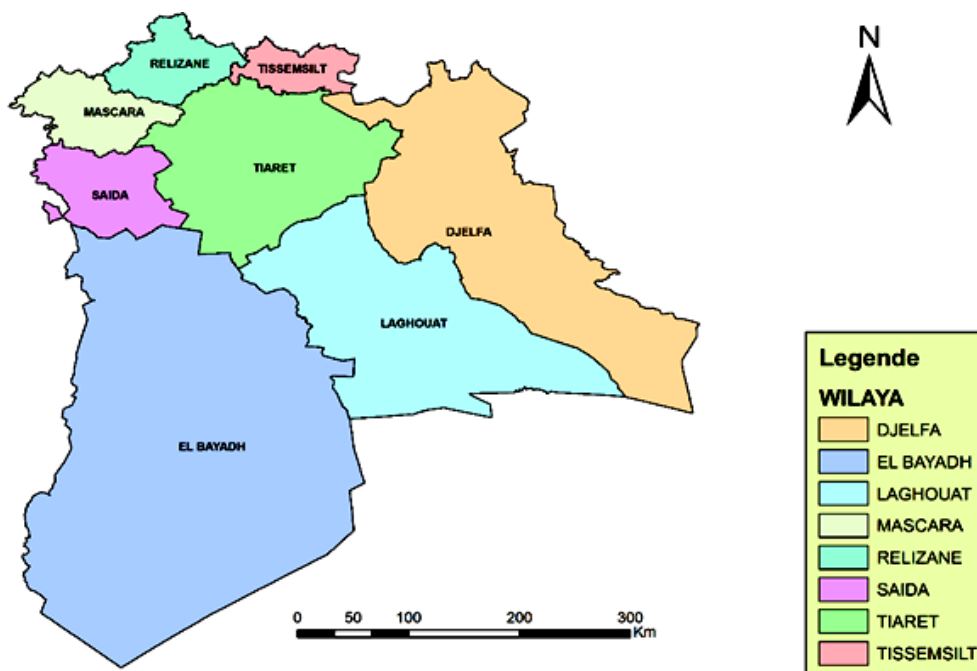 N
RELIZANE
TISSEMSILT
MASCARA
TIARET
SAIDA
DJELFA
LAGHOUAT
EL BAYADH
0 50 100 200 300
Km
Legende
WILAYA
DJELFA
EL BAYADH
LAGHOUAT
MASCARA
RELIZANE
SAIDA
TIARET
TISSEMSILT